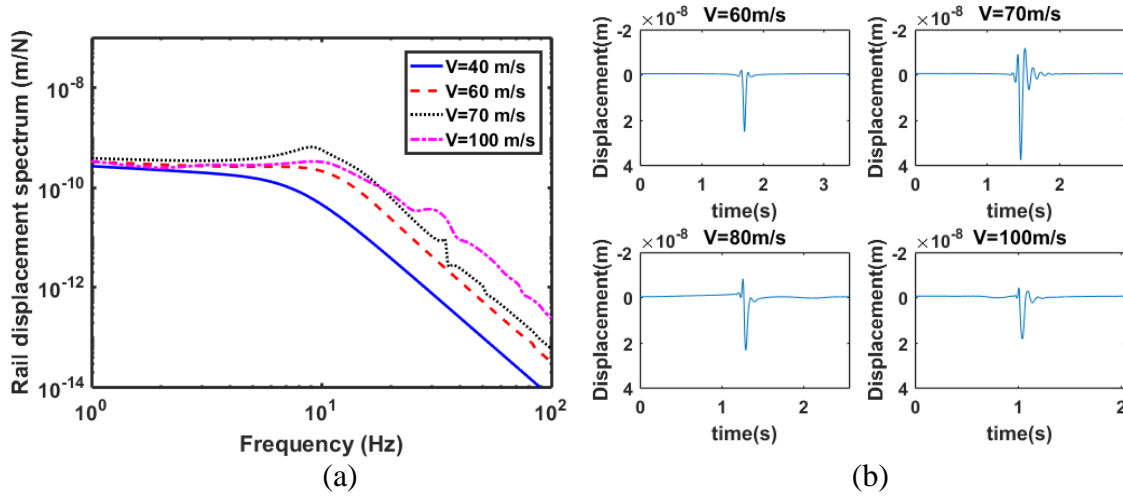 Rail displacement spectrum (m/N)
10^-8
10^-10
10^-12
10^-14
10^0
10^1
10^2
Frequency (Hz)
V=40 m/s
V=60 m/s
V=70 m/s
V=100 m/s
(a)
×10^-8
V=60m/s
Displacement(m)
-2
0
2
4
0
1
2
3
time(s)
×10^-8
V=70m/s
Displacement(m)
-2
0
2
4
0
1
2
time(s)
×10^-8
V=80m/s
Displacement(m)
-2
0
2
4
0
1
2
time(s)
×10^-8
V=100m/s
Displacement(m)
-2
0
2
4
0
1
2
time(s)
(b)